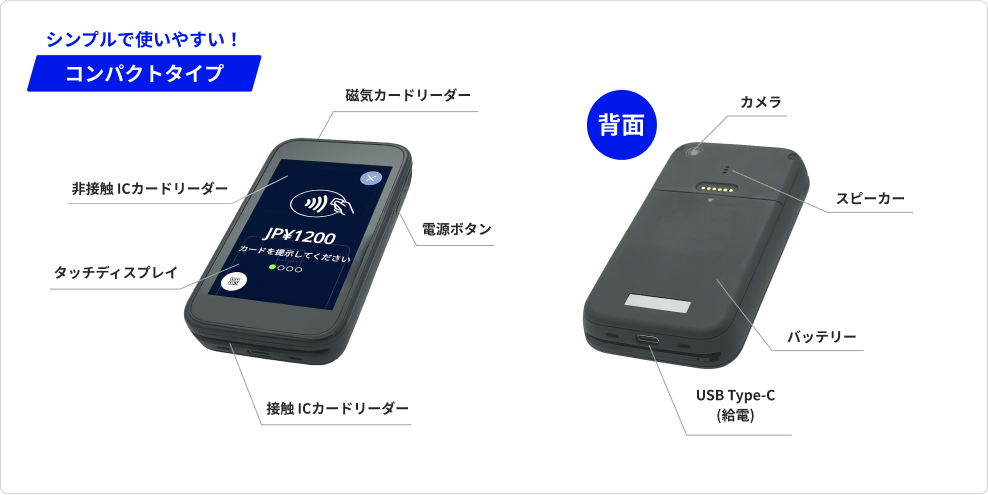 シンプルで使いやすい！
コンパクトタイプ
磁気カードリーダー
非接触 ICカードリーダー
電源ボタン
タッチディスプレイ
接触 ICカードリーダー
JP¥1200
カードを提示してください
背面
カメラ
スピーカー
バッテリー
USB Type-C
(給電)